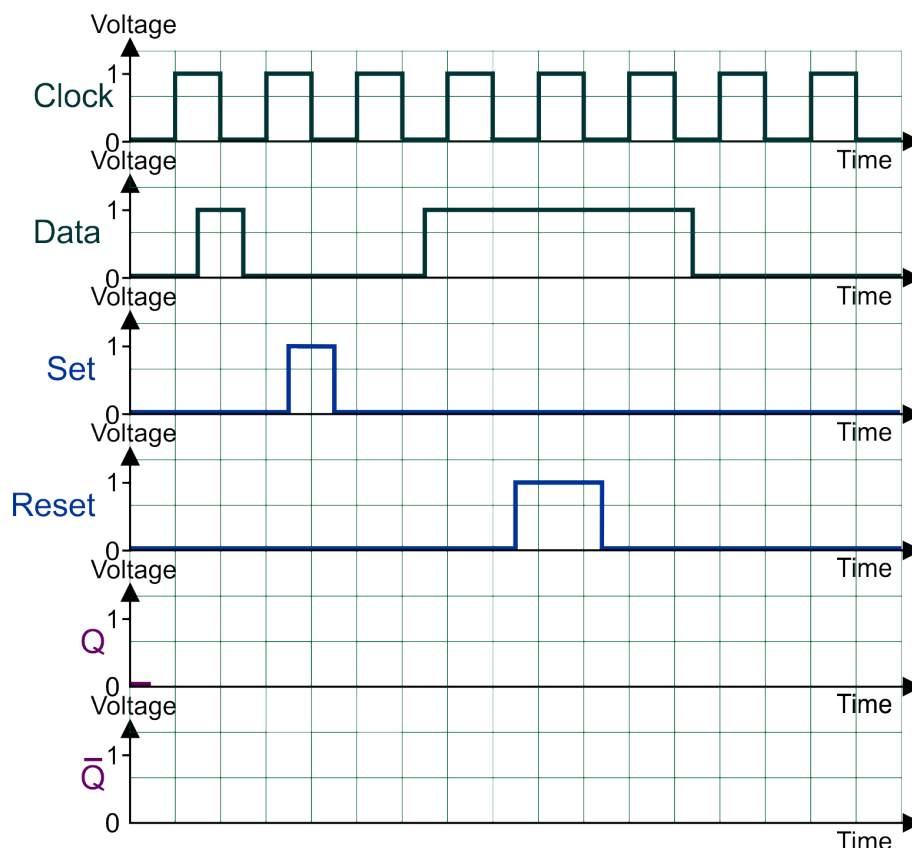 Voltage
1
Clock
0
Time
Voltage
1
Data
0
Time
Voltage
1
Set
0
Time
Voltage
1
Reset
0
Time
Voltage
1
Q
0
Time
Voltage
1
Q̅
0
Time